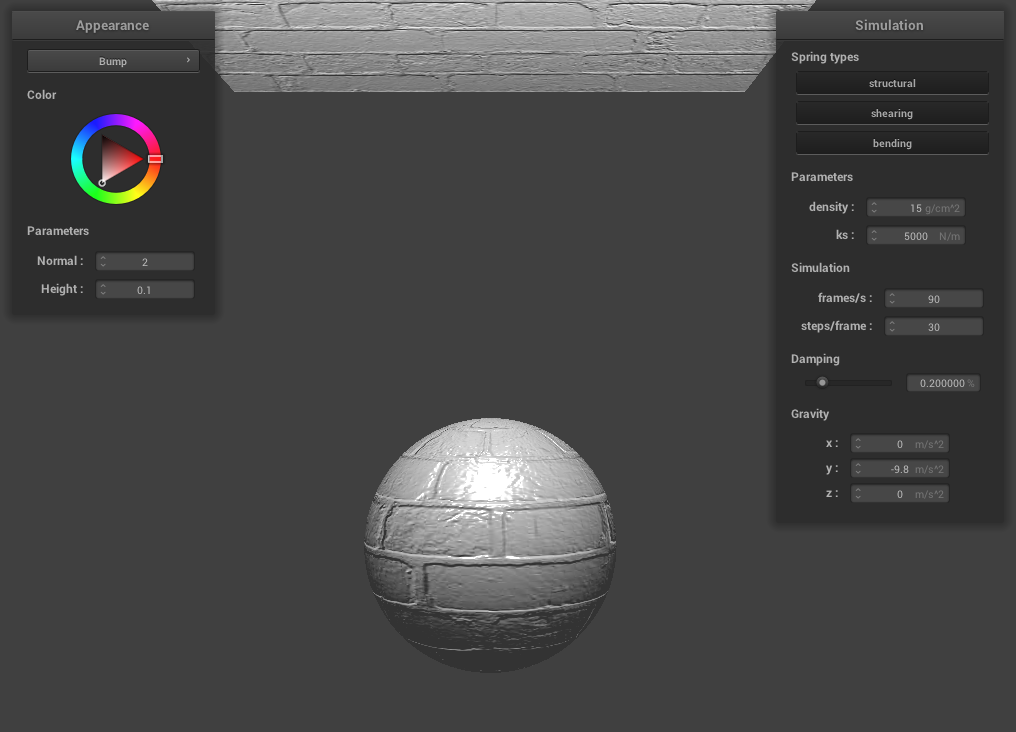 Appearance
Bump ›
Color
Parameters
Normal : 2
Height : 0.1
Simulation
Spring types
structural
shearing
bending
Parameters
density : 15 g/cm^2
ks : 5000 N/m
Simulation
frames/s : 90
steps/frame : 30
Damping
0.200000 %
Gravity
x : 0 m/s^2
y : -9.8 m/s^2
z : 0 m/s^2